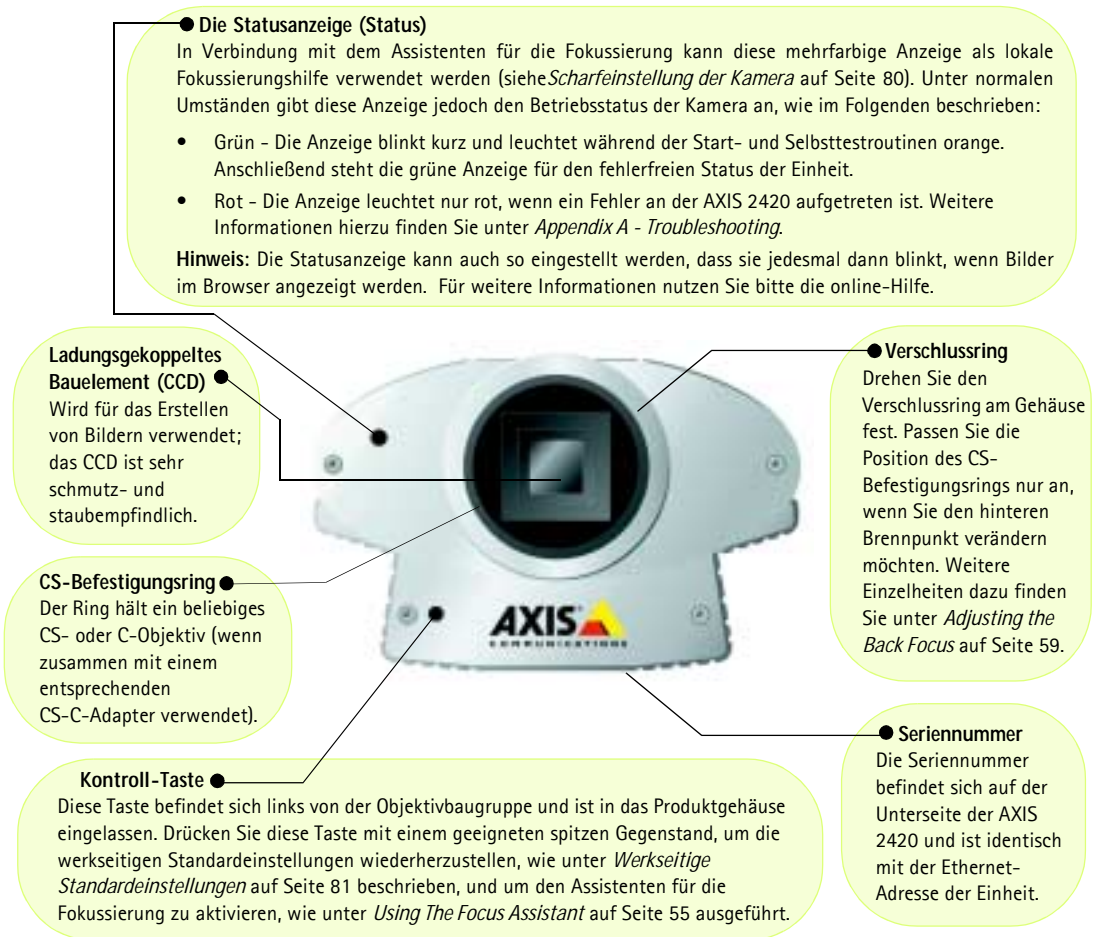 Die Statusanzeige (Status)
In Verbindung mit dem Assistenten für die Fokussierung kann diese mehrfarbige Anzeige als lokale
Fokussierungshilfe verwendet werden (sieheScharfeinstellung der Kamera auf Seite 80). Unter normalen
Umständen gibt diese Anzeige jedoch den Betriebsstatus der Kamera an, wie im Folgenden beschrieben:
• Grün - Die Anzeige blinkt kurz und leuchtet während der Start- und Selbsttestroutinen orange.
Anschließend steht die grüne Anzeige für den fehlerfreien Status der Einheit.
• Rot - Die Anzeige leuchtet nur rot, wenn ein Fehler an der AXIS 2420 aufgetreten ist. Weitere
Informationen hierzu finden Sie unter Appendix A - Troubleshooting.
Hinweis: Die Statusanzeige kann auch so eingestellt werden, dass sie jedesmal dann blinkt, wenn Bilder
im Browser angezeigt werden. Für weitere Informationen nutzen Sie bitte die online-Hilfe.
Ladungsgekoppeltes
Bauelement (CCD)
Wird für das Erstellen
von Bildern verwendet;
das CCD ist sehr
schmutz- und
staubempfindlich.
Verschlussring
Drehen Sie den
Verschlussring am Gehäuse
fest. Passen Sie die
Position des CS-
Befestigungsrings nur an,
wenn Sie den hinteren
Brennpunkt verändern
möchten. Weitere
Einzelheiten dazu finden
Sie unter Adjusting the
Back Focus auf Seite 59.
CS-Befestigungsring
Der Ring hält ein beliebiges
CS- oder C-Objektiv (wenn
zusammen mit einem
entsprechenden
CS-C-Adapter verwendet).
AXIS
COMMUNICATIONS
Seriennummer
Die Seriennummer
befindet sich auf der
Unterseite der AXIS
2420 und ist identisch
mit der Ethernet-
Adresse der Einheit.
Kontroll-Taste
Diese Taste befindet sich links von der Objektivbaugruppe und ist in das Produktgehäuse
eingelassen. Drücken Sie diese Taste mit einem geeigneten spitzen Gegenstand, um die
werkseitigen Standardeinstellungen wiederherzustellen, wie unter Werkseitige
Standardeinstellungen auf Seite 81 beschrieben, und um den Assistenten für die
Fokussierung zu aktivieren, wie unter Using The Focus Assistant auf Seite 55 ausgeführt.